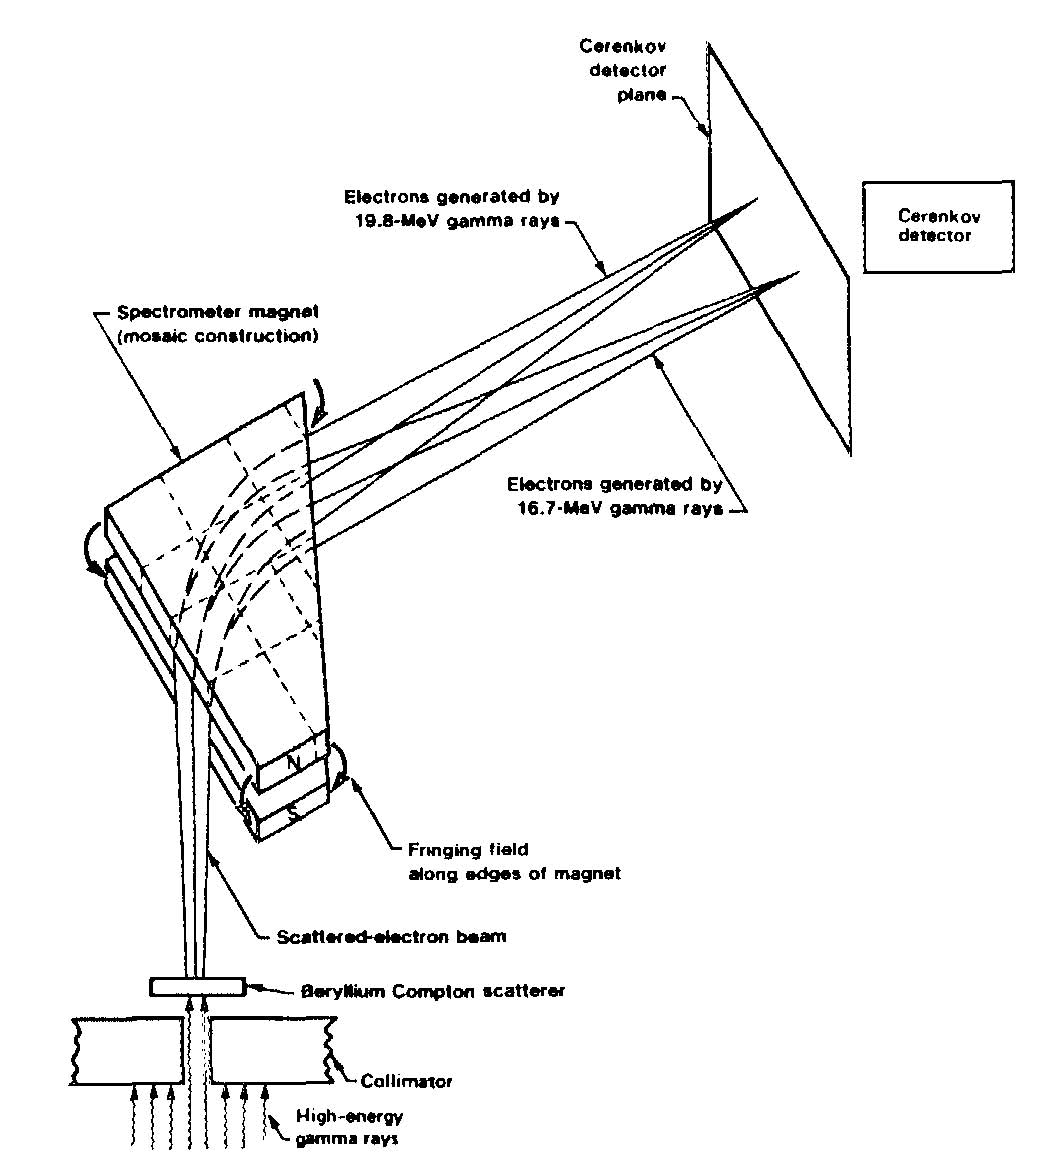 Cerenkov
detector
plane
Cerenkov
detector
Electrons generated by
19.8-MeV gamma rays
Spectrometer magnet
(mosaic construction)
Electrons generated by
16.7-MeV gamma rays
N
S
Fringing field
along edges of magnet
Scattered-electron beam
Beryllium Compton scatterer
Collimator
High-energy
gamma rays